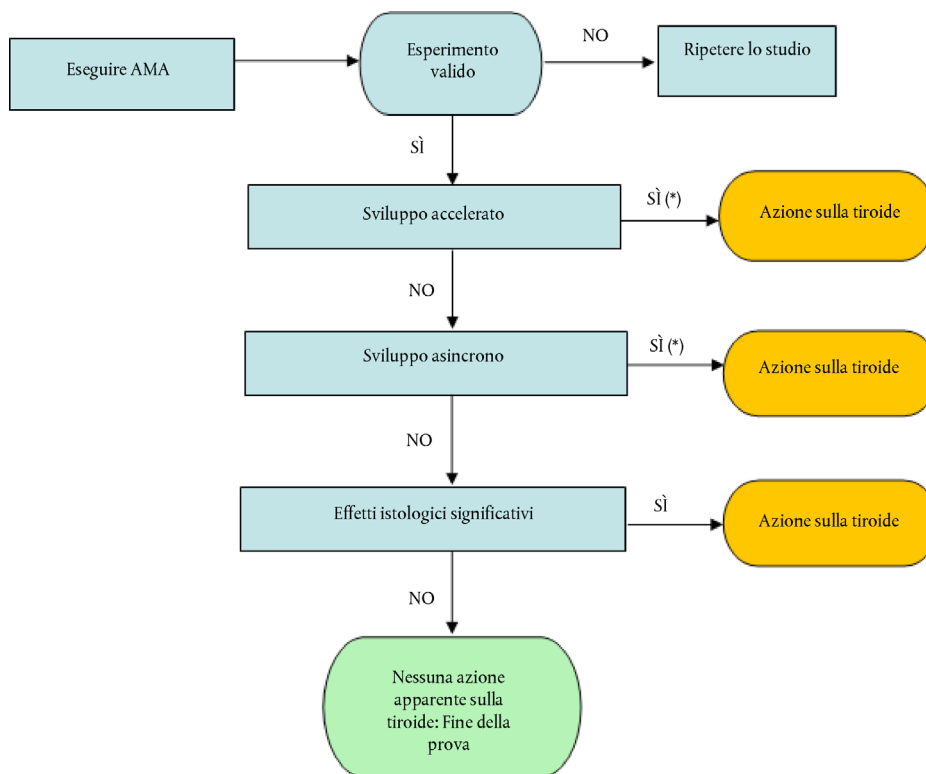 Eseguire AMA
Esperimento
valido
NO
Ripetere lo studio
SÌ
Sviluppo accelerato
SÌ (*)
Azione sulla tiroide
NO
Sviluppo asincrono
SÌ (*)
Azione sulla tiroide
NO
Effetti istologici significativi
SÌ
Azione sulla tiroide
NO
Nessuna azione
apparente sulla
tiroide: Fine della
prova